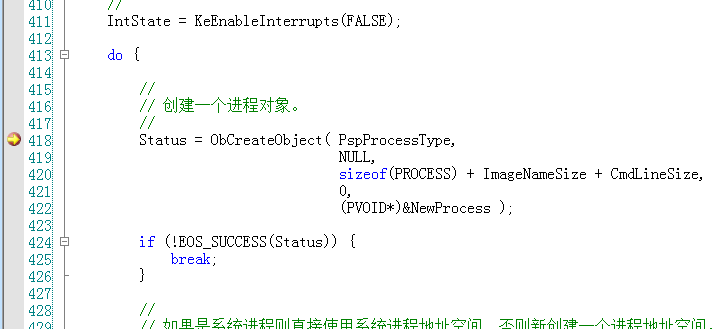 410 //
411 IntState = KeEnableInterrupts(FALSE);
412
413 do {
414
415 //
416 // 创建一个进程对象。
417 //
418 Status = ObCreateObject( PspProcessType,
419 NULL,
420 sizeof(PROCESS) + ImageNameSize + CmdLineSize,
421 0,
422 (PVOID*)&NewProcess );
423
424 if (!EOS_SUCCESS(Status)) {
425 break;
426 }
427
428 //
429 // 如果是系统进程则直接使用系统进程地址空间，否则新创建一个进程地址空间。